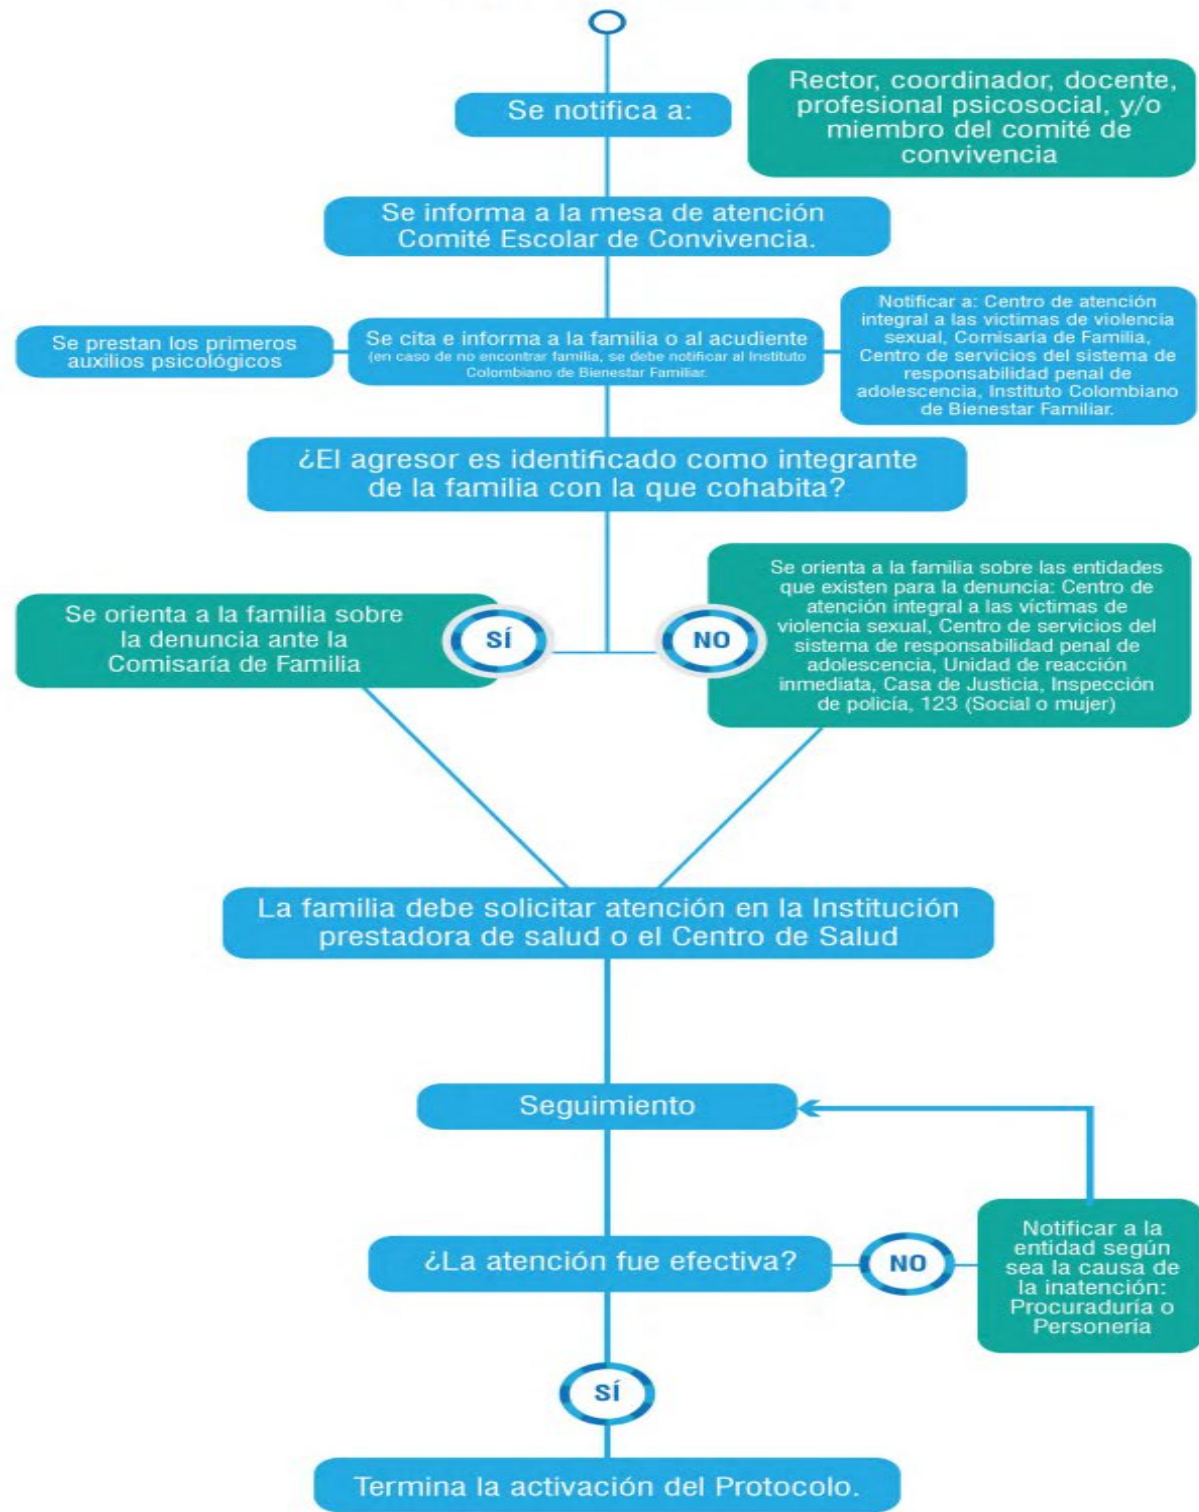 Se notifica a:
Rector, coordinador, docente,
profesional psicosocial, y/o
miembro del comité de
convivencia
Se informa a la mesa de atención
Comité Escolar de Convivencia.
Se prestan los primeros
auxilios psicológicos
Se cita e informa a la familia o al acudiente
(en caso de no encontrar familia, se debe notificar al Instituto
Colombiano de Bienestar Familiar.
Notificar a: Centro de atención
integral a las victimas de violencia
sexual, Comisaría de Familia,
Centro de servicios del sistema de
responsabilidad penal de
adolescencia, Instituto Colombiano
de Bienestar Familiar.
¿El agresor es identificado como integrante
de la familia con la que cohabita?
Se orienta a la familia sobre
la denuncia ante la
Comisaría de Familia
SÍ
NO
Se orienta a la familia sobre las entidades
que existen para la denuncia: Centro de
atención integral a las víctimas de
violencia sexual, Centro de servicios del
sistema de responsabilidad penal de
adolescencia, Unidad de reacción
inmediata, Casa de Justicia, Inspección
de policía, 123 (Social o mujer)
La familia debe solicitar atención en la Institución
prestadora de salud o el Centro de Salud
Seguimiento
¿La atención fue efectiva?
NO
Notificar a la
entidad según
sea la causa de
la inatención:
Procuraduría o
Personería
SÍ
Termina la activación del Protocolo.